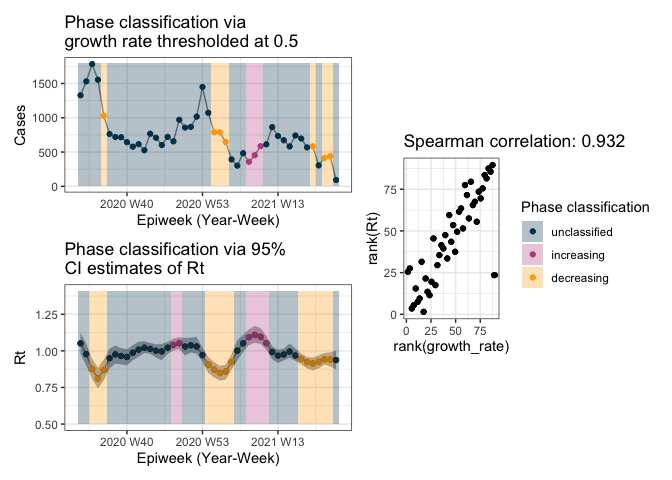 Phase classification via
growth rate thresholded at 0.5
Cases
1500
1000
500
0
2020 W40
2020 W53
2021 W13
Epiweek (Year-Week)
Phase classification via 95%
CI estimates of Rt
Rt
1.25
1.00
0.75
0.50
2020 W40
2020 W53
2021 W13
Epiweek (Year-Week)
Spearman correlation: 0.932
rank(Rt)
75
50
25
0
0
25
50
75
rank(growth_rate)
Phase classification
unclassified
increasing
decreasing